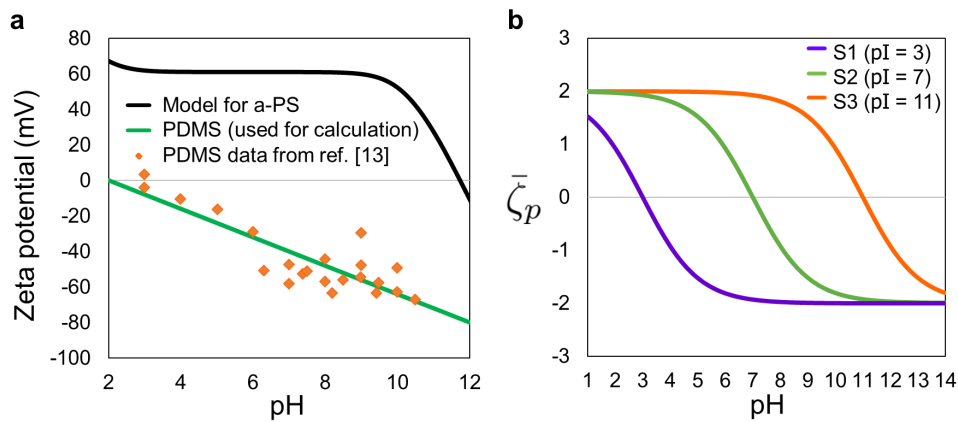 a
80
60
40
20
0
-20
-40
-60
-80
-100
Zeta potential (mV)
Model for a-PS
PDMS (used for calculation)
PDMS data from ref. [13]
2 4 6 8 10 12
pH
b
3
2
1
0
-1
-2
-3
ζ̄p
S1 (pI = 3)
S2 (pI = 7)
S3 (pI = 11)
1 2 3 4 5 6 7 8 9 10 11 12 13 14
pH